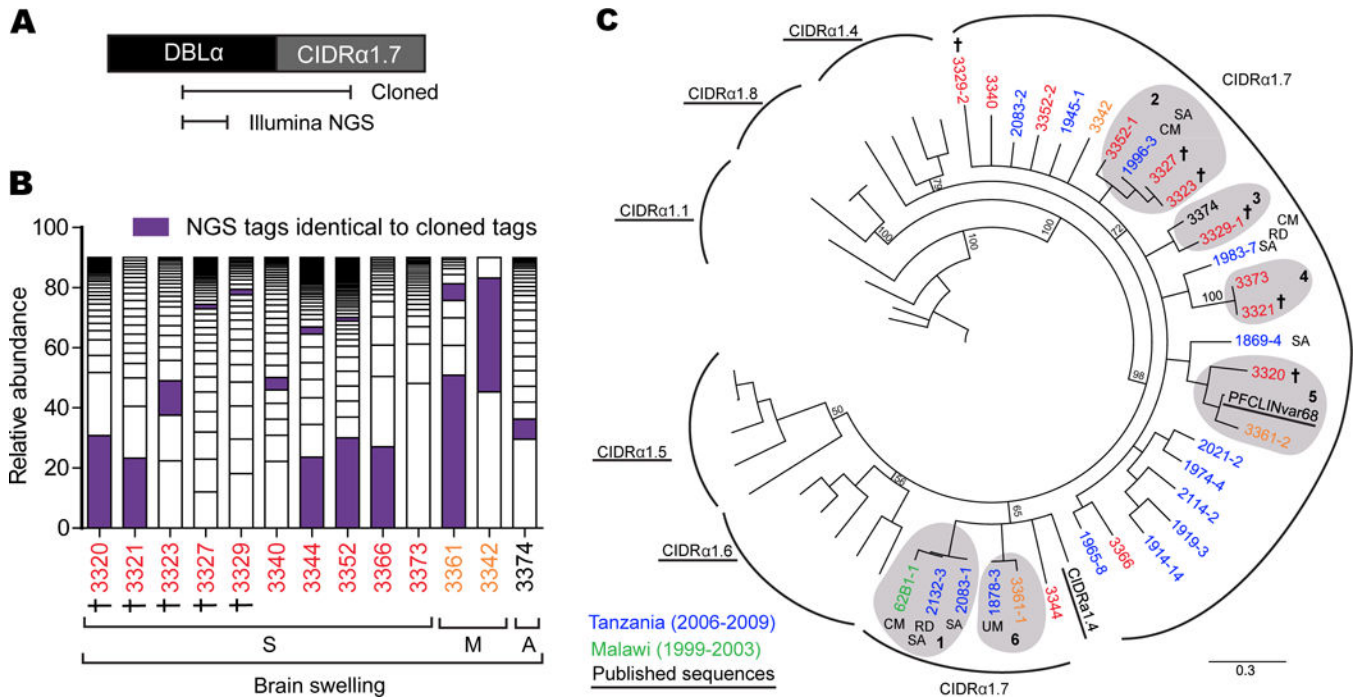 A
DBLα CIDRα1.7
Cloned
Illumina NGS
B
NGS tags identical to cloned tags
Relative abundance
100
80
60
40
20
0
3320 3321 3323 3327 3329 3340 3344 3352 3366 3373 3361 3342 3374
† † † † †
S M A
Brain swelling
C
CIDRα1.4
CIDRα1.8
CIDRα1.1
CIDRα1.5
CIDRα1.6
CIDRα1.7
†
3329-2
3340
2083-2
3352-2
1945-1
3342
2
SA
CM
3352-1
1996-3
3327 †
3323 †
3
3374
3329-1 †
CM
RD
SA
1983-7
4
3373
3321 †
1869-4 SA
3320 †
5
PFCLINvar68
3361-2
2021-2
1974-4
2114-2
1919-3
1914-14
3366
1965-8
CIDRa1.4
3344
3361-1
1878-3
UM
6
2083-1
2132-3
62B1-1
CM
RD
SA
SA
1
CIDRα1.7
79
100
100
100
72
100
98
50
156
65
Tanzania (2006-2009)
Malawi (1999-2003)
Published sequences
0.3